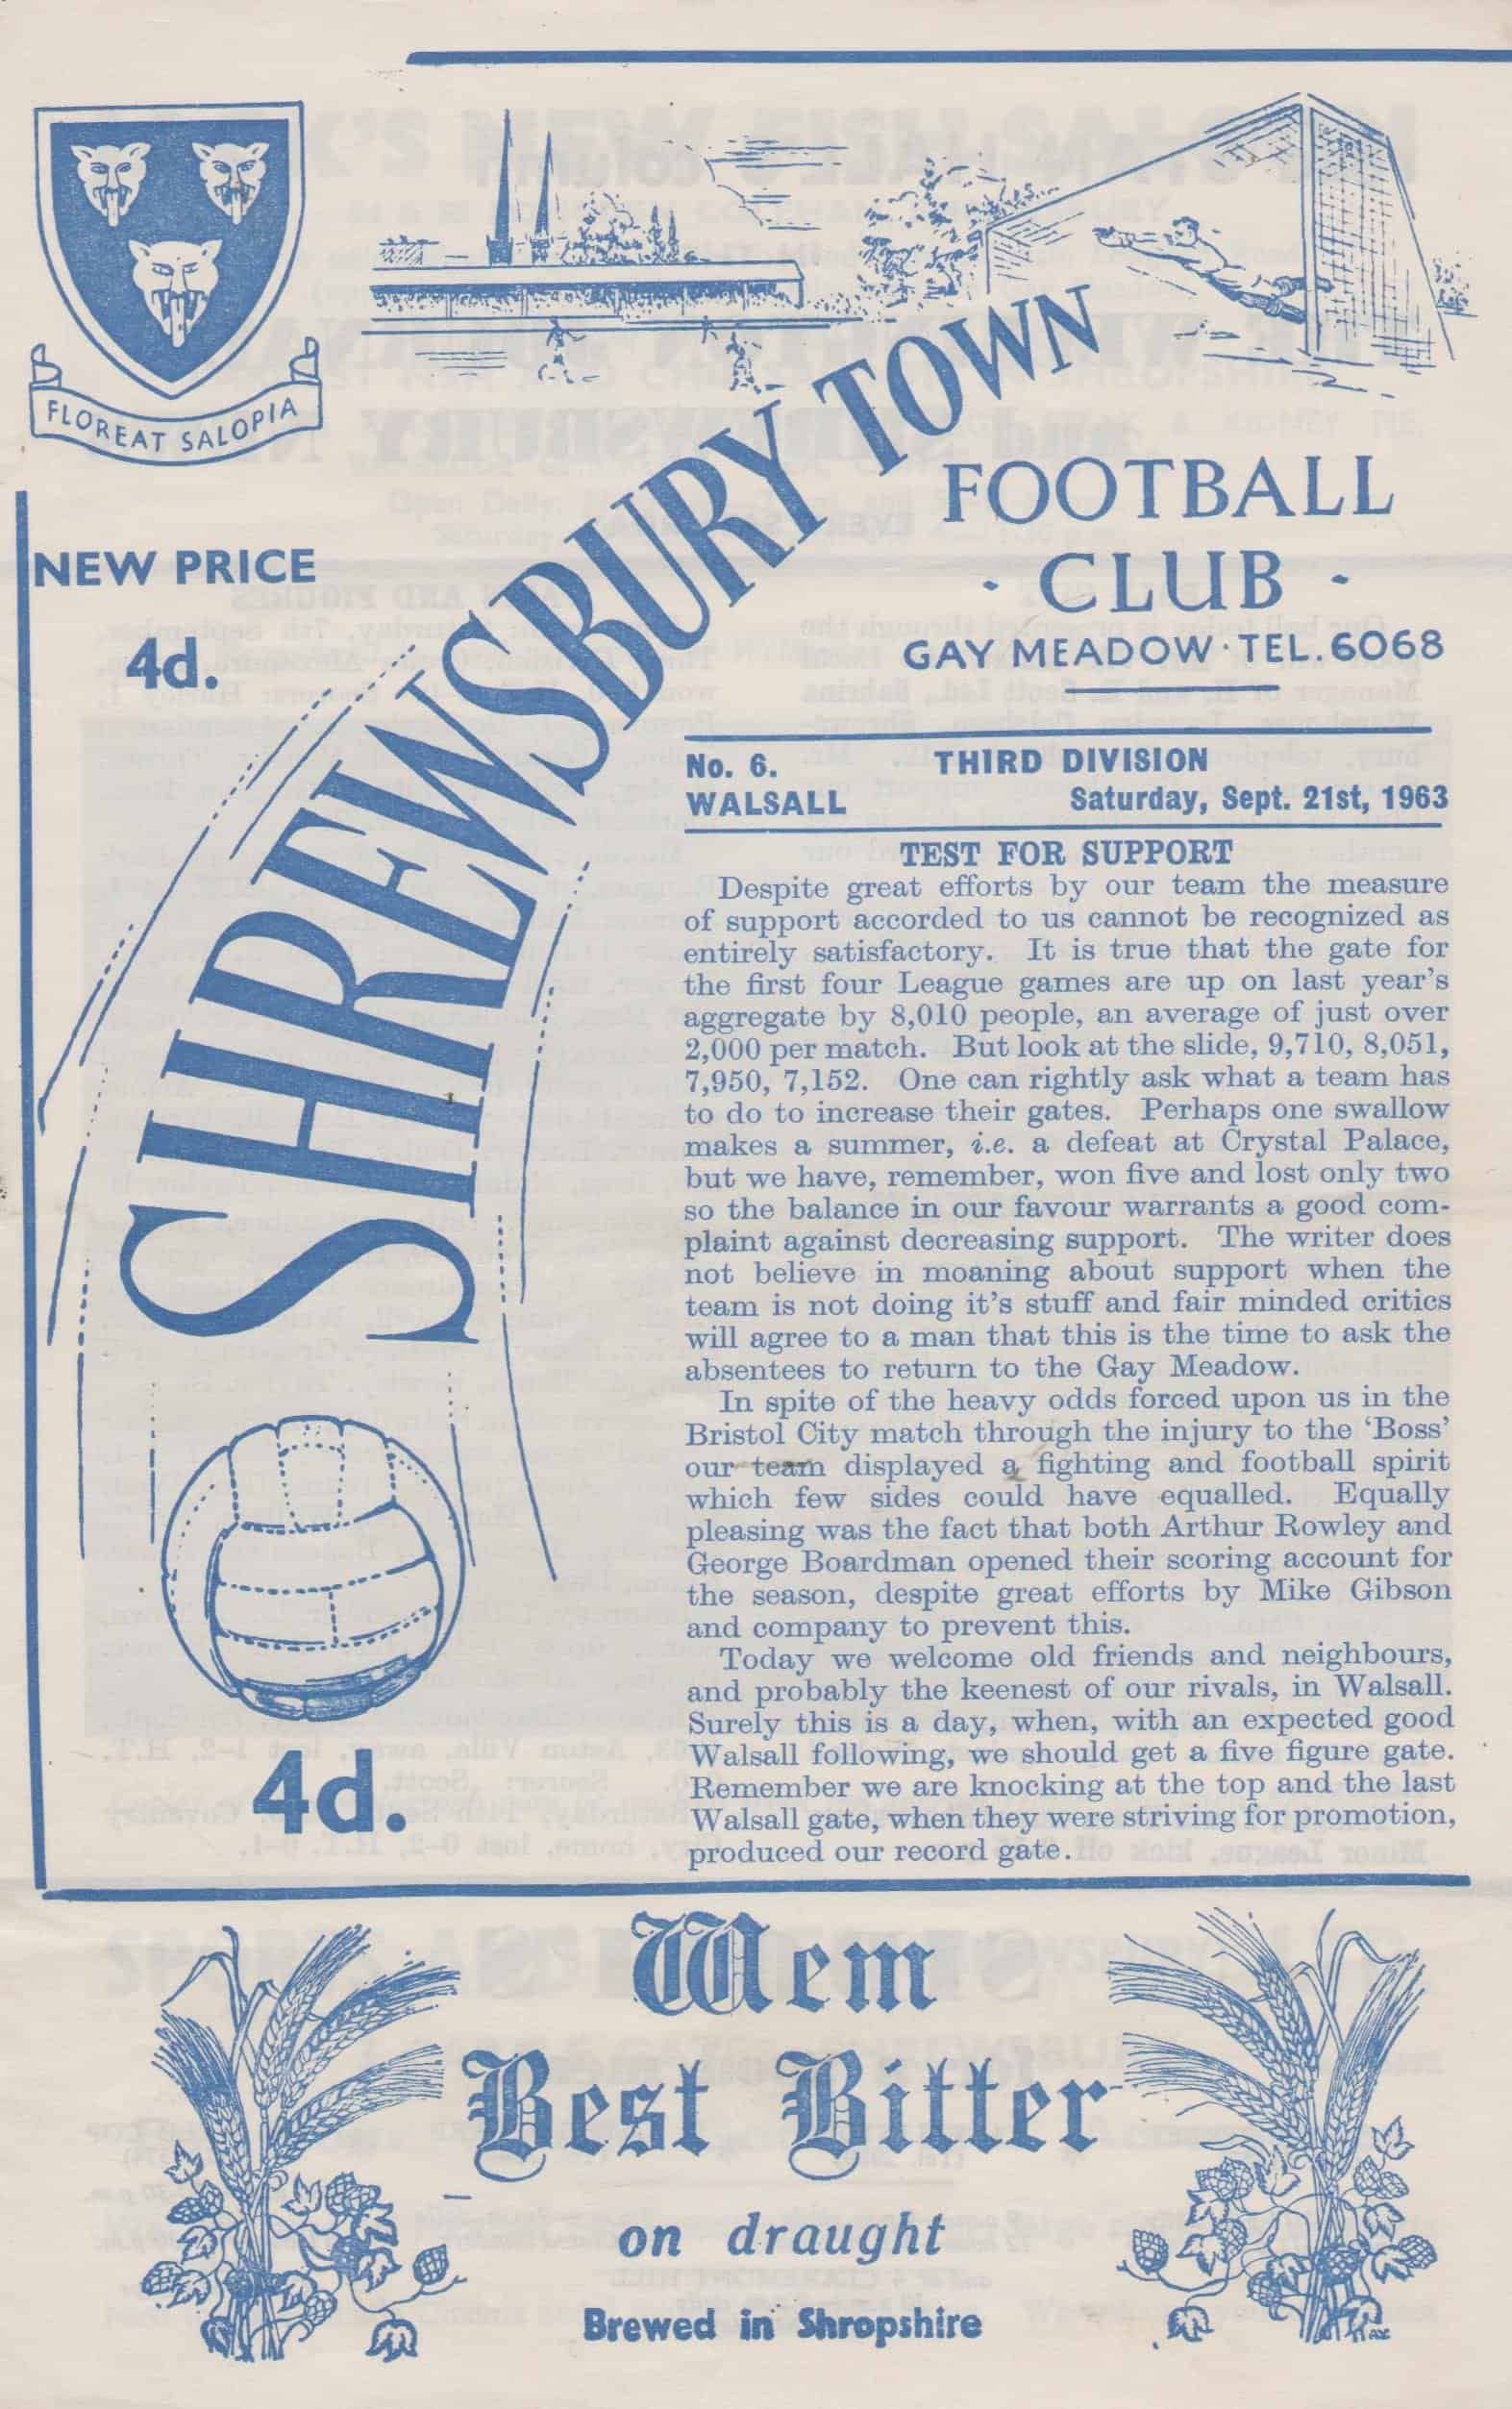 FLOREAT SALOPIA
SHREWSBURY TOWN
FOOTBALL
· CLUB ·
GAY MEADOW · TEL. 6068
NEW PRICE
4d.
No. 6. THIRD DIVISION
WALSALL Saturday, Sept. 21st, 1963
TEST FOR SUPPORT
Despite great efforts by our team the measure
of support accorded to us cannot be recognized as
entirely satisfactory. It is true that the gate for
the first four League games are up on last year's
aggregate by 8,010 people, an average of just over
2,000 per match. But look at the slide, 9,710, 8,051,
7,950, 7,152. One can rightly ask what a team has
to do to increase their gates. Perhaps one swallow
makes a summer, i.e. a defeat at Crystal Palace,
but we have, remember, won five and lost only two
so the balance in our favour warrants a good com-
plaint against decreasing support. The writer does
not believe in moaning about support when the
team is not doing it's stuff and fair minded critics
will agree to a man that this is the time to ask the
absentees to return to the Gay Meadow.
In spite of the heavy odds forced upon us in the
Bristol City match through the injury to the 'Boss'
our team displayed a fighting and football spirit
which few sides could have equalled. Equally
pleasing was the fact that both Arthur Rowley and
George Boardman opened their scoring account for
the season, despite great efforts by Mike Gibson
and company to prevent this.
Today we welcome old friends and neighbours,
and probably the keenest of our rivals, in Walsall.
Surely this is a day, when, with an expected good
Walsall following, we should get a five figure gate.
Remember we are knocking at the top and the last
Walsall gate, when they were striving for promotion,
produced our record gate.
4d.
Wem
Best Bitter
on draught
Brewed in Shropshire